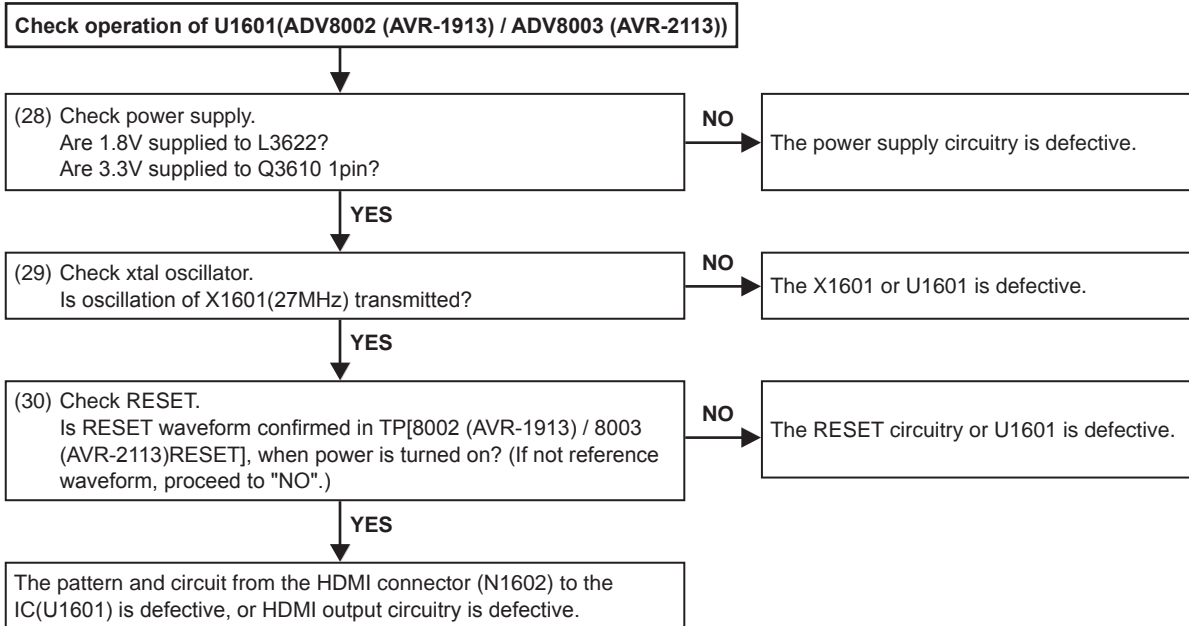 Check operation of U1601(ADV8002 (AVR-1913) / ADV8003 (AVR-2113))
(28) Check power supply.
Are 1.8V supplied to L3622?
Are 3.3V supplied to Q3610 1pin?
NO
The power supply circuitry is defective.
YES
(29) Check xtal oscillator.
Is oscillation of X1601(27MHz) transmitted?
NO
The X1601 or U1601 is defective.
YES
(30) Check RESET.
Is RESET waveform confirmed in TP[8002 (AVR-1913) / 8003
(AVR-2113)RESET], when power is turned on? (If not reference
waveform, proceed to "NO".)
NO
The RESET circuitry or U1601 is defective.
YES
The pattern and circuit from the HDMI connector (N1602) to the
IC(U1601) is defective, or HDMI output circuitry is defective.